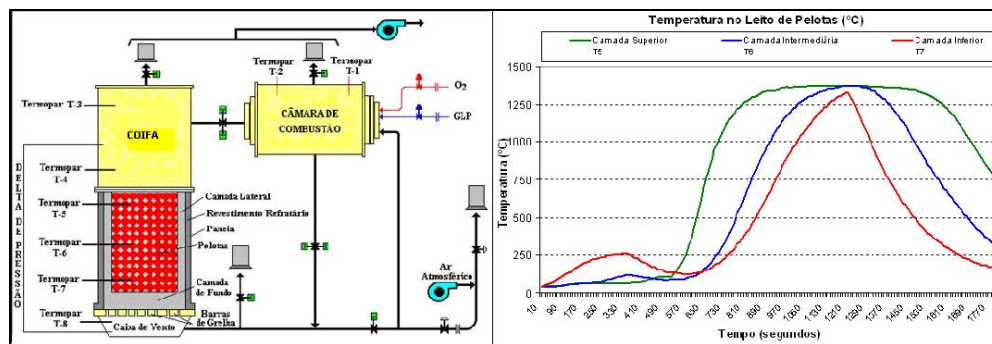 Termopar
T-2
Termopar
T-1
Termopar T-3
COIFA
CÂMARA DE
COMBUSTÃO
O2
GLP
Termopar
T-4
DELTA DE PRESSÃO
Termopar
T-5
Termopar
T-6
Termopar
T-7
Termopar
T-8
Camada Lateral
Revestimento Refratário
Panela
Pelotas
Camada
de Fundo
Barras
de Grelha
Caixa de Vento
Ar
Atmosférico
Temperatura no Leito de Pelotas (°C)
Camada Superior
T5
Camada Intermediária
T6
Camada Inferior
T7
Temperatura (°C)
1500
1250
1000
750
500
250
0
10
90
170
250
330
410
490
570
650
730
810
890
970
1050
1130
1210
1290
1370
1450
1530
1610
1690
1770
Tempo (segundos)